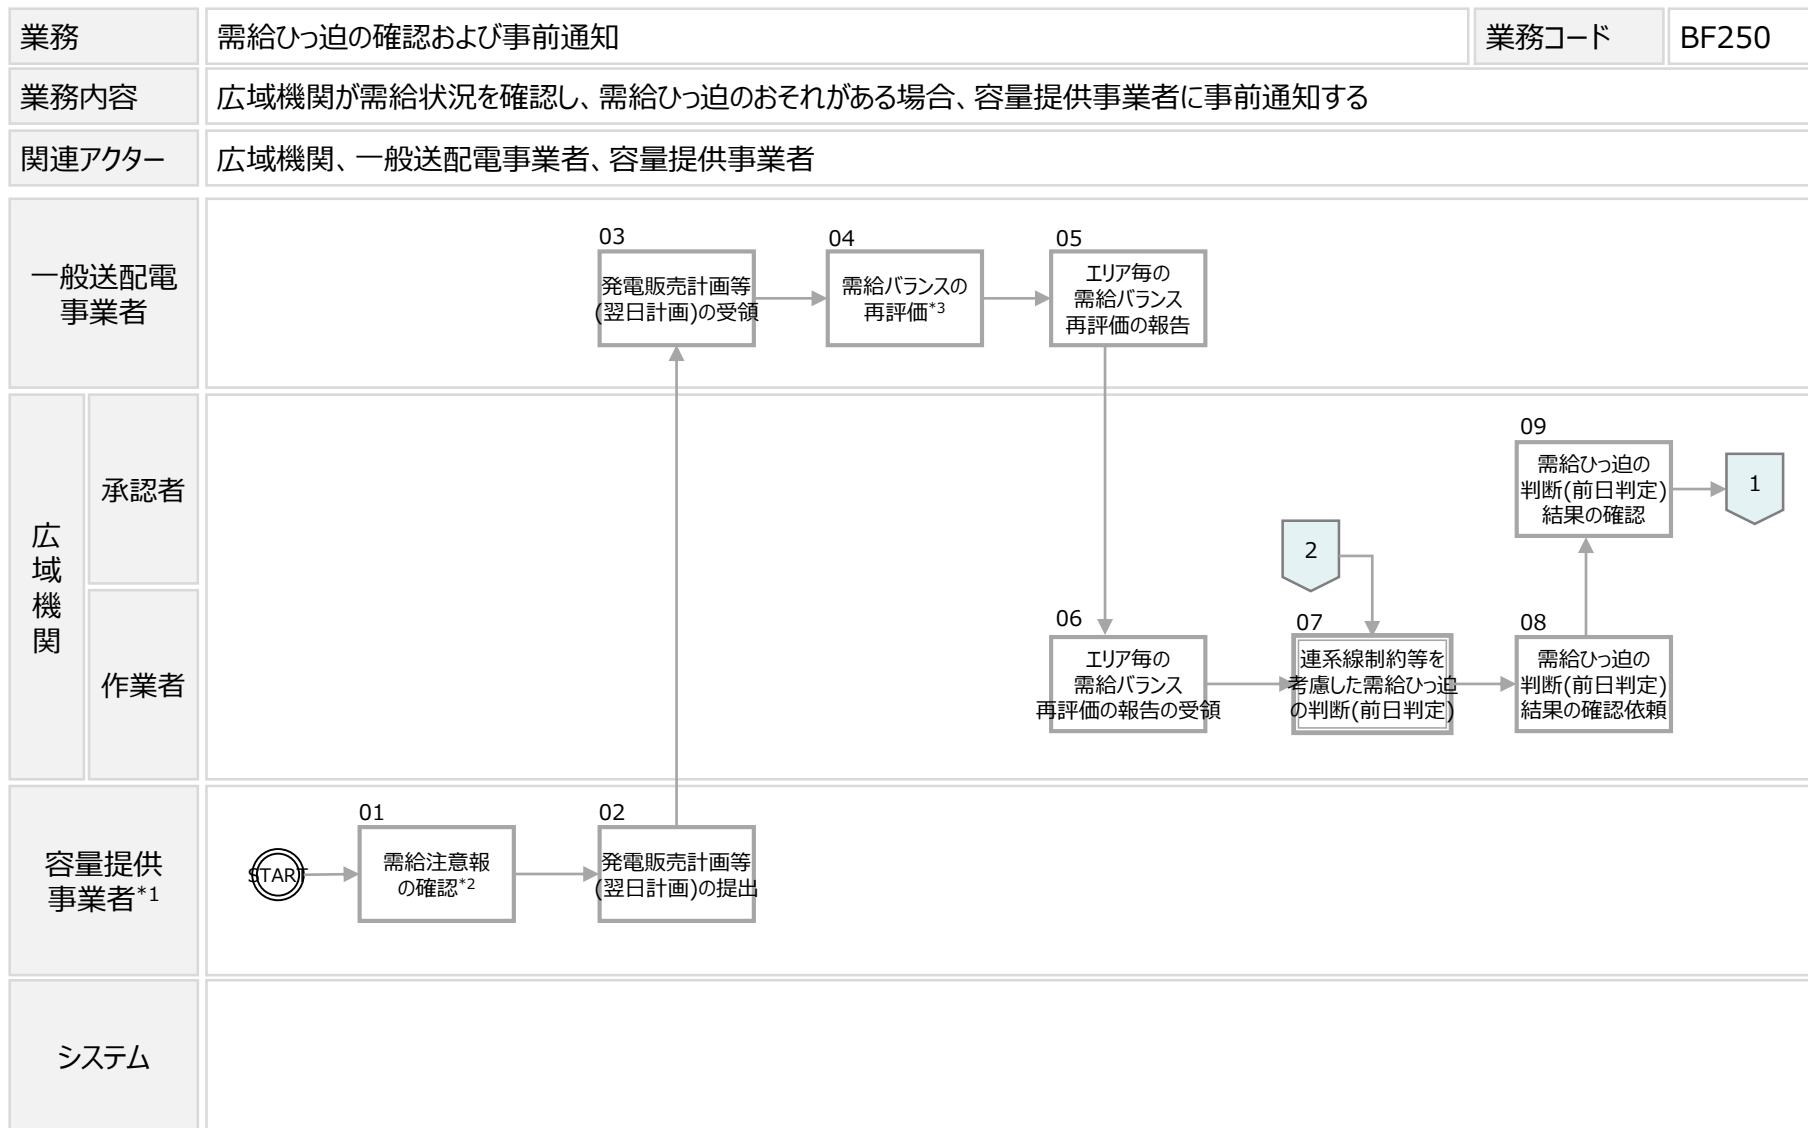 業務
需給ひっ迫の確認および事前通知
業務コード
BF250
業務内容
広域機関が需給状況を確認し、需給ひっ迫のおそれがある場合、容量提供事業者に事前通知する
関連アクター
広域機関、一般送配電事業者、容量提供事業者
一般送配電
事業者
03
発電販売計画等
(翌日計画)の受領
04
需給バランスの
再評価*3
05
エリア毎の
需給バランス
再評価の報告
広域機関
承認者
09
需給ひっ迫の
判断(前日判定)
結果の確認
1
2
作業者
06
エリア毎の
需給バランス
再評価の報告の受領
07
連系線制約等を
考慮した需給ひっ迫
の判断(前日判定)
08
需給ひっ迫の
判断(前日判定)
結果の確認依頼
容量提供
事業者*1
START
01
需給注意報
の確認*2
02
発電販売計画等
(翌日計画)の提出
システム